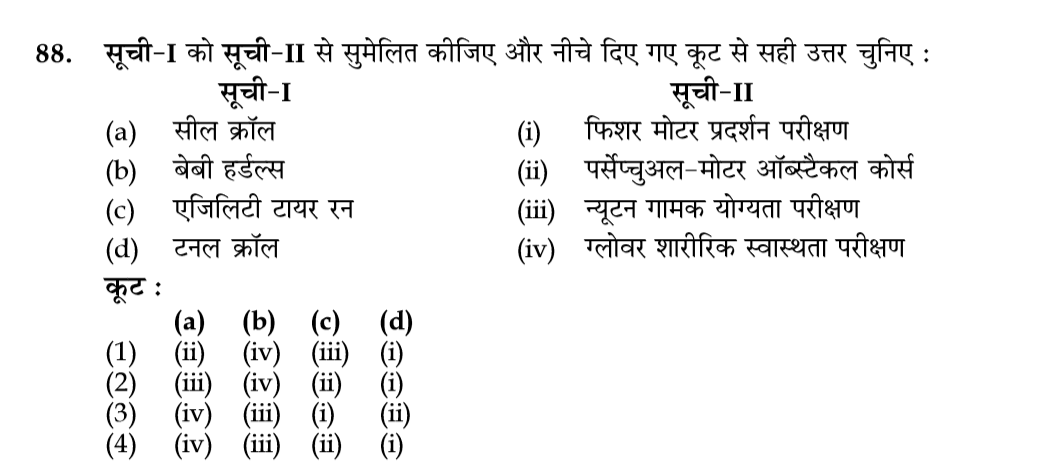 88. सूची-I को सूची-II से सुमेलित कीजिए और नीचे दिए गए कूट से सही उत्तर चुनिए :
सूची-I सूची-II
(a) सील क्रॉल (i) फिशर मोटर प्रदर्शन परीक्षण
(b) बेबी हर्डल्स (ii) पर्सेप्चुअल-मोटर ऑब्स्टैकल कोर्स
(c) एजिलिटी टायर रन (iii) न्यूटन गामक योग्यता परीक्षण
(d) टनल क्रॉल (iv) ग्लोवर शारीरिक स्वास्थता परीक्षण
कूट :
(a) (b) (c) (d)
(1) (ii) (iv) (iii) (i)
(2) (iii) (iv) (ii) (i)
(3) (iv) (iii) (i) (ii)
(4) (iv) (iii) (ii) (i)